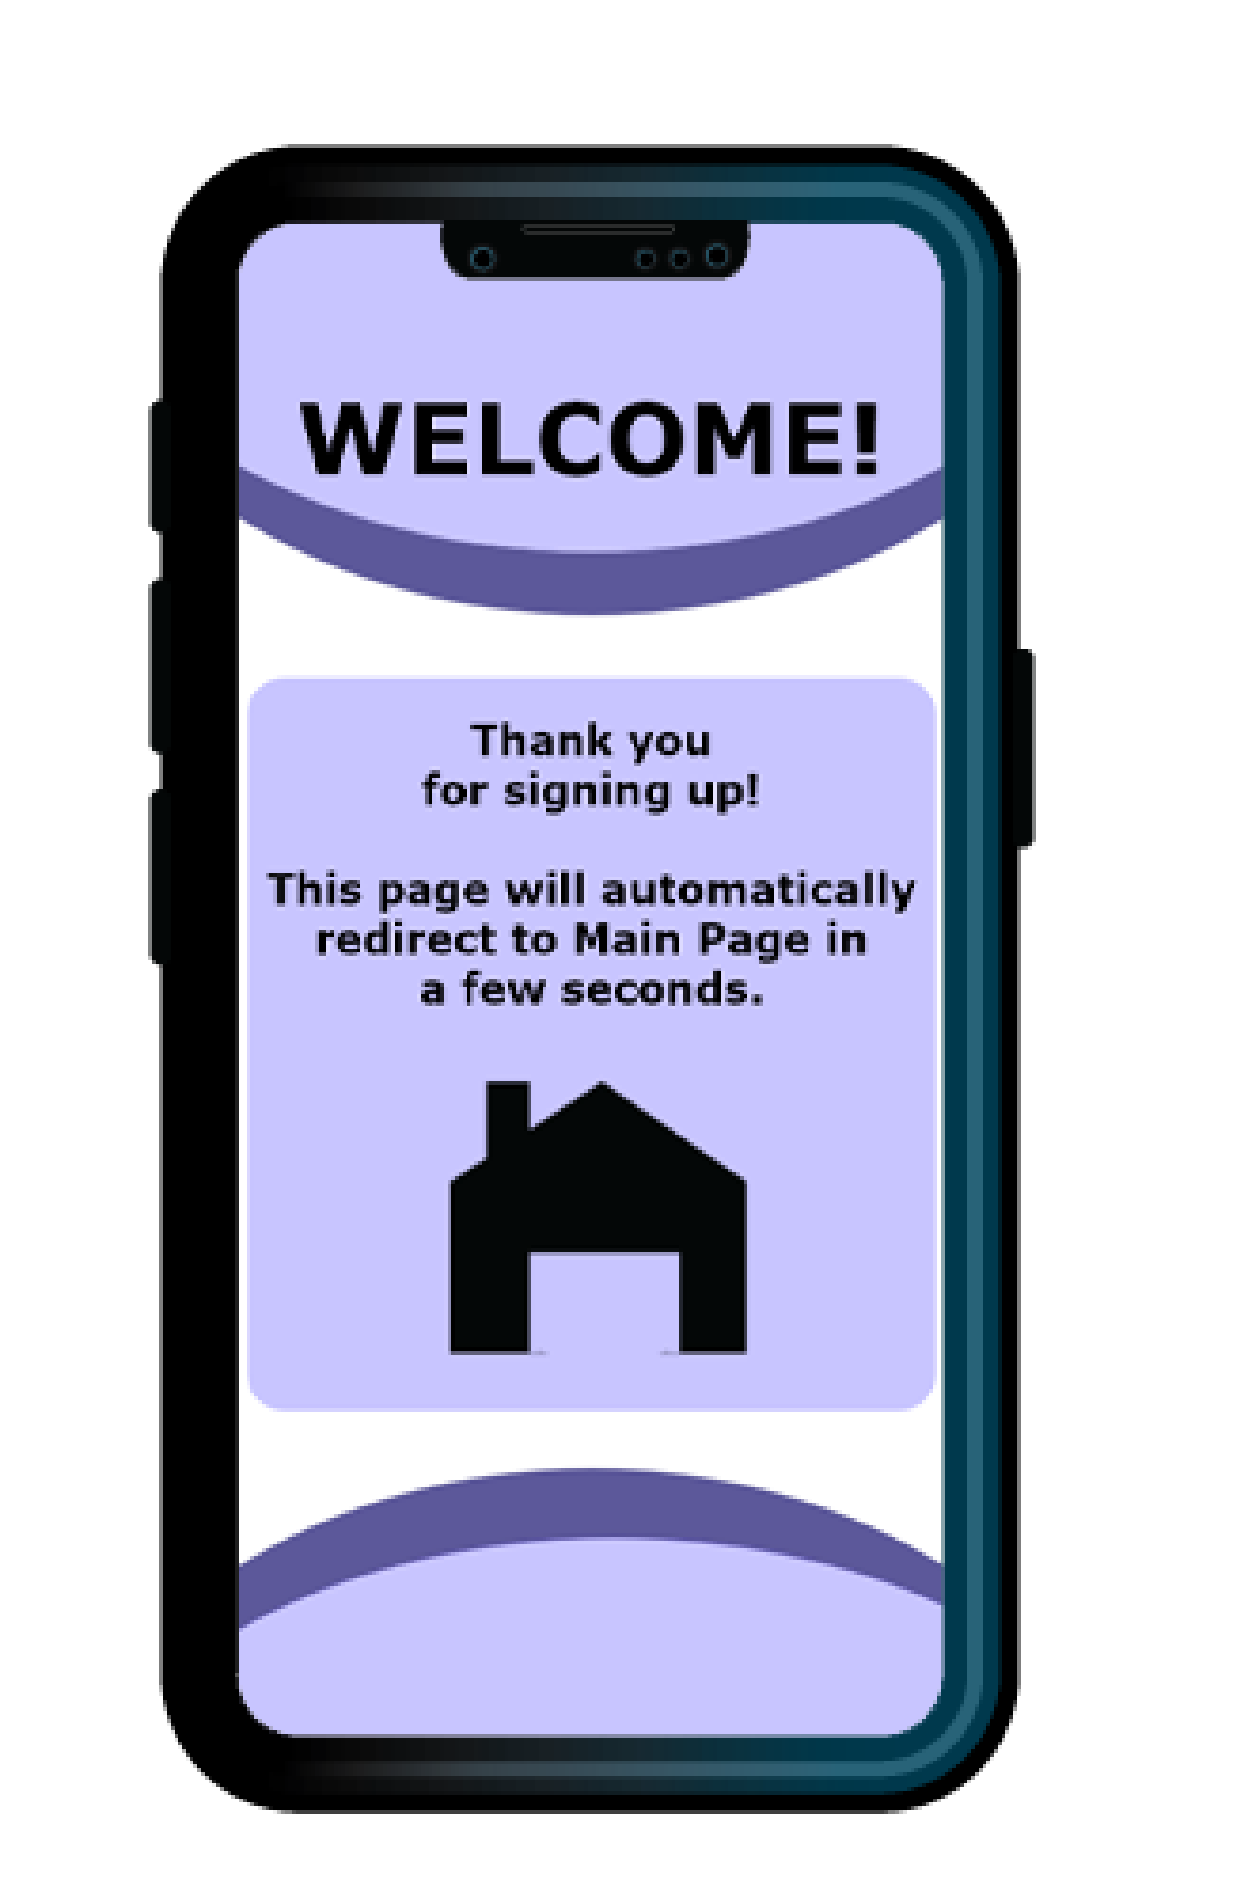 WELCOME!
Thank you
for signing up!
This page will automatically
redirect to Main Page in
a few seconds.